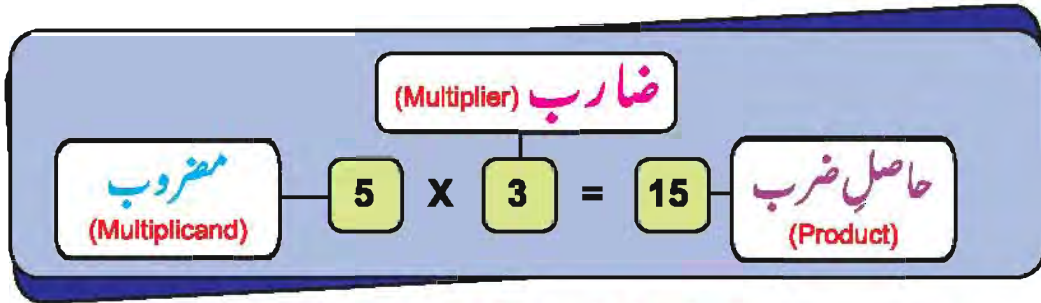 ضارب (Multiplier)
مضروب
(Multiplicand)
5 X 3 = 15
حاصلِ ضرب
(Product)